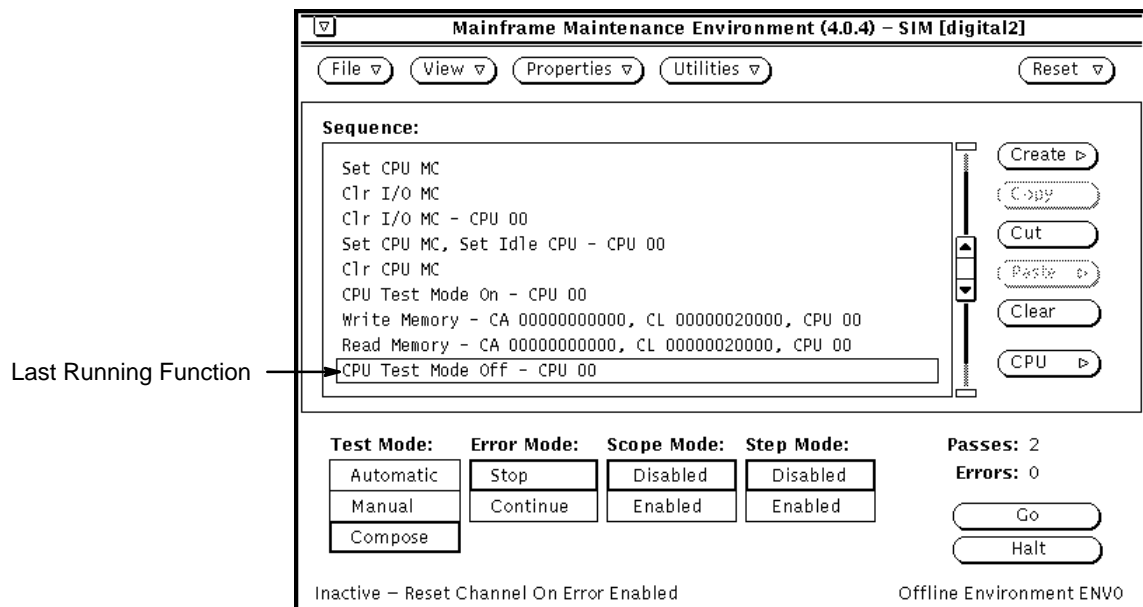 Mainframe Maintenance Environment (4.0.4) – SIM [digital2]
File View Properties Utilities Reset
Sequence:
Set CPU MC
Clr I/O MC
Clr I/O MC - CPU 00
Set CPU MC, Set Idle CPU - CPU 00
Clr CPU MC
CPU Test Mode On - CPU 00
Write Memory - CA 00000000000, CL 00000020000, CPU 00
Read Memory - CA 00000000000, CL 00000020000, CPU 00
CPU Test Mode Off - CPU 00
Create
Copy
Cut
Paste
Clear
CPU
Last Running Function
Test Mode: Error Mode: Scope Mode: Step Mode:
Automatic Stop Disabled Disabled
Manual Continue Enabled Enabled
Compose
Passes: 2
Errors: 0
Go
Halt
Inactive – Reset Channel On Error Enabled
Offline Environment ENV0